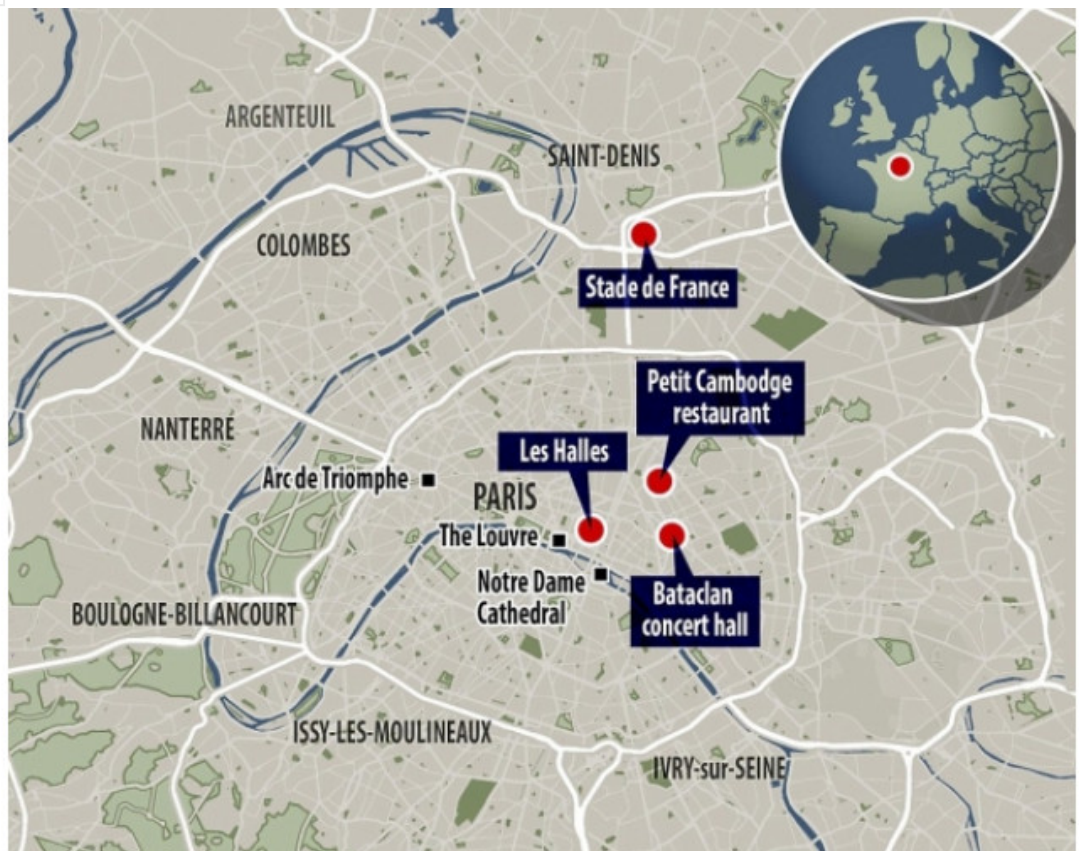 ARGENTEUIL
SAINT-DENIS
COLOMBES
Stade de France
Petit Cambodge
restaurant
NANTERRE
Les Halles
Arc de Triomphe
PARIS
The Louvre
Notre Dame
Cathedral
Bataclan
concert hall
BOULOGNE-BILLANCOURT
ISSY-LES-MOULINEAUX
IVRY-sur-SEINE